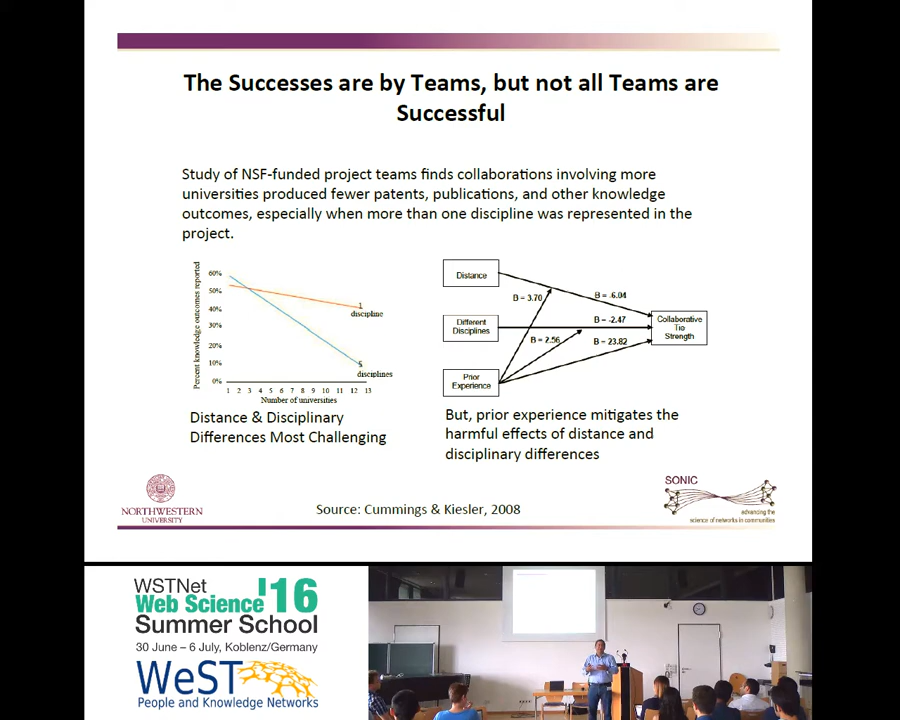 The Successes are by Teams, but not all Teams are
Successful
Study of NSF-funded project teams finds collaborations involving more
universities produced fewer patents, publications, and other knowledge
outcomes, especially when more than one discipline was represented in the
project.
Percent knowledge outcomes reported
60%
50%
40%
30%
20%
10%
0%
1
discipline
5
disciplines
1 2 3 4 5 6 7 8 9 10 11 12 13
Number of universities
Distance & Disciplinary
Differences Most Challenging
Distance
Different
Disciplines
Prior
Experience
B = 3.70
B = 2.56
B = -6.04
B = -2.47
B = 23.82
Collaborative
Tie
Strength
But, prior experience mitigates the
harmful effects of distance and
disciplinary differences
NORTHWESTERN
UNIVERSITY
Source: Cummings & Kiesler, 2008
SONIC
advancing the
science of networks in communities
WSTNet
Web Science '16
Summer School
30 June – 6 July, Koblenz/Germany
WeST
People and Knowledge Networks